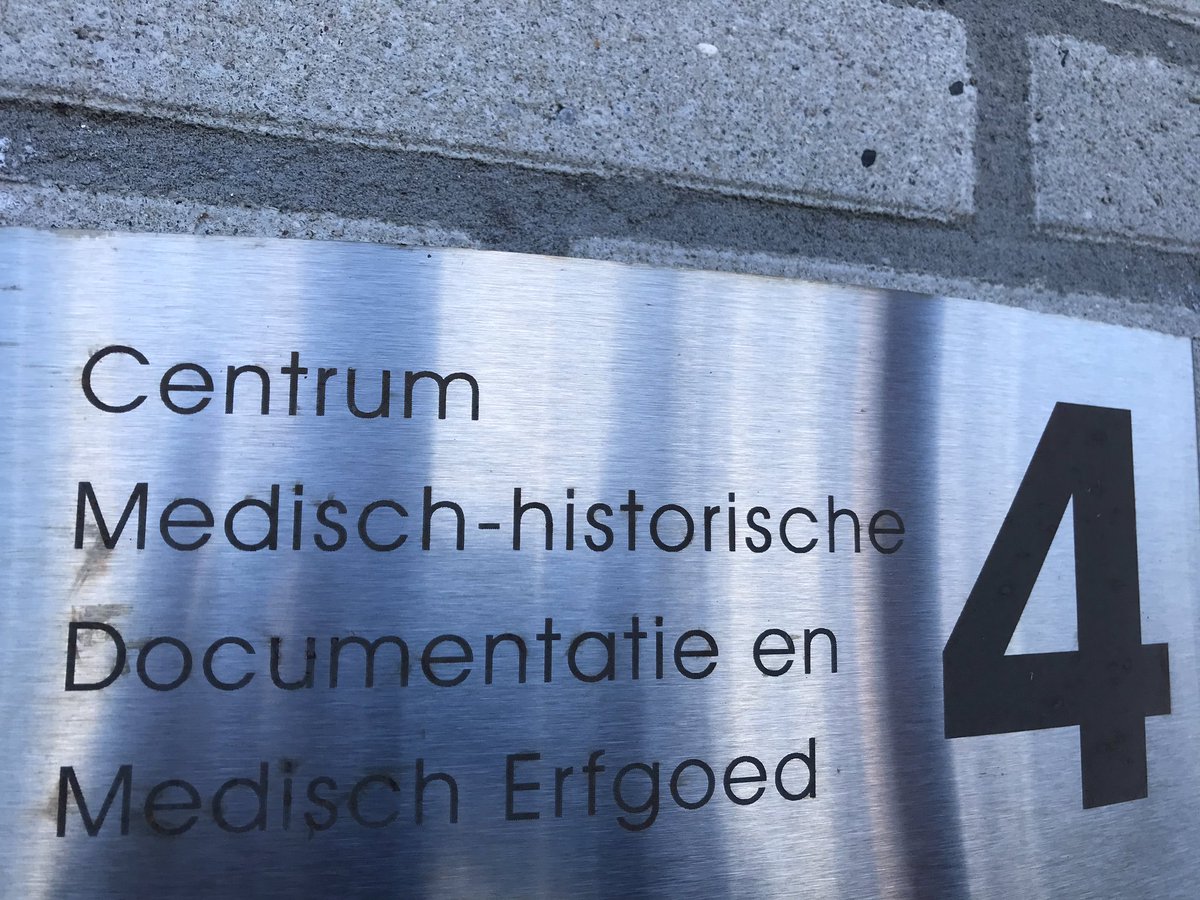 Centrum
Medisch-historische
Documentatie en
Medisch Erfgoed
4